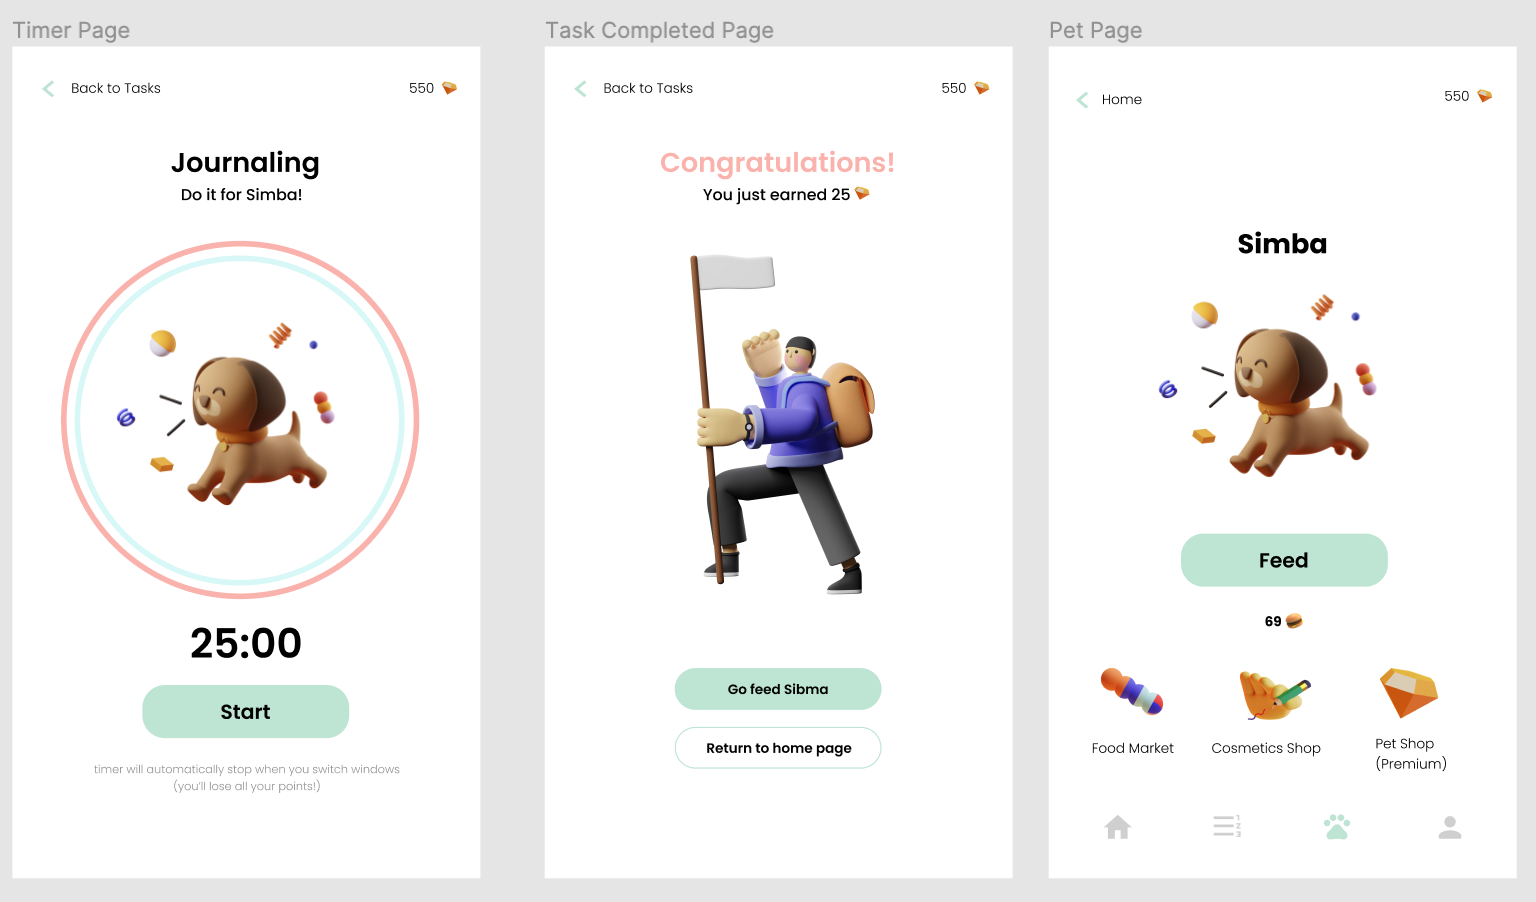 Timer Page
Back to Tasks
550
Journaling
Do it for Simba!
25:00
Start
timer will automatically stop when you switch windows
(you'll lose all your points!)
Task Completed Page
Back to Tasks
550
Congratulations!
You just earned 25
Go feed Sibma
Return to home page
Pet Page
Home
550
Simba
Feed
69
Food Market
Cosmetics Shop
Pet Shop
(Premium)
1
2
3